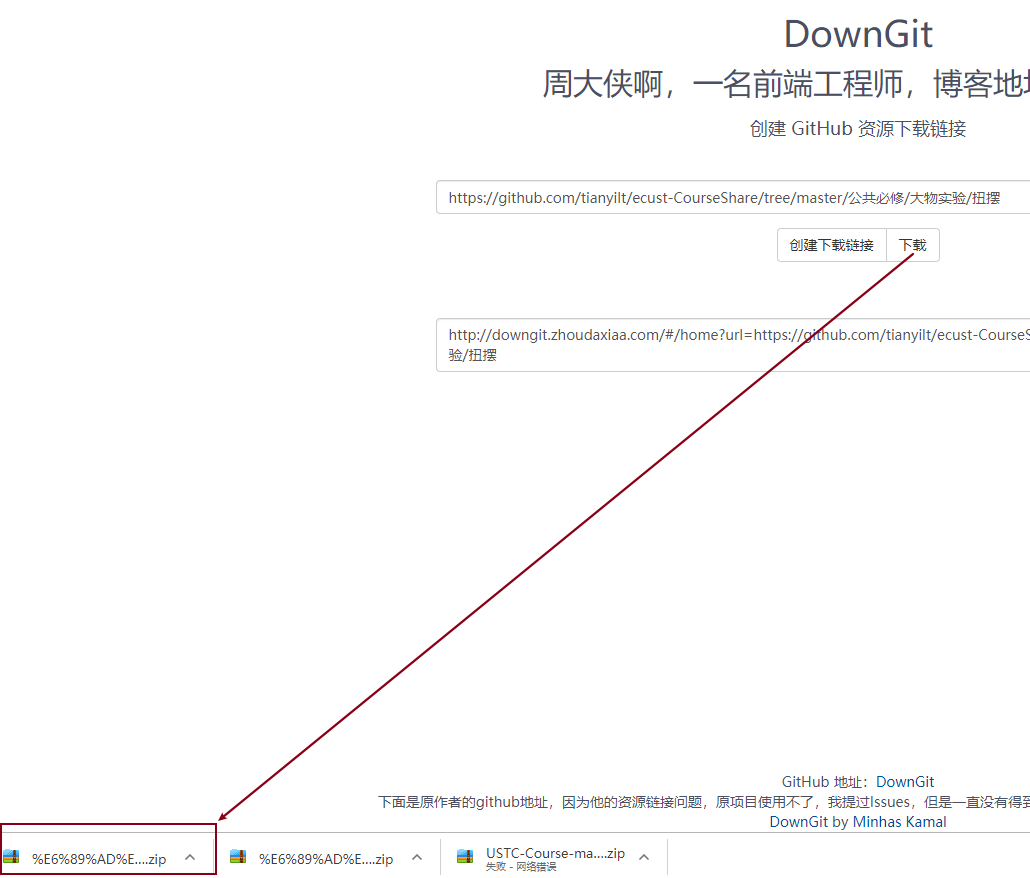 DownGit
周大侠啊，一名前端工程师，博客地
创建 GitHub 资源下载链接
https://github.com/tianyilt/ecust-CourseShare/tree/master/公共必修/大物实验/扭摆
创建下载链接 下载
http://downgit.zhoudaxiaa.com/#/home?url=https://github.com/tianyilt/ecust-CourseS
验/扭摆
GitHub 地址：DownGit
下面是原作者的github地址，因为他的资源链接问题，原项目使用不了，我提过Issues，但是一直没有得到
DownGit by Minhas Kamal
%E6%89%AD%E....zip %E6%89%AD%E....zip USTC-Course-ma....zip
失败 - 网络错误